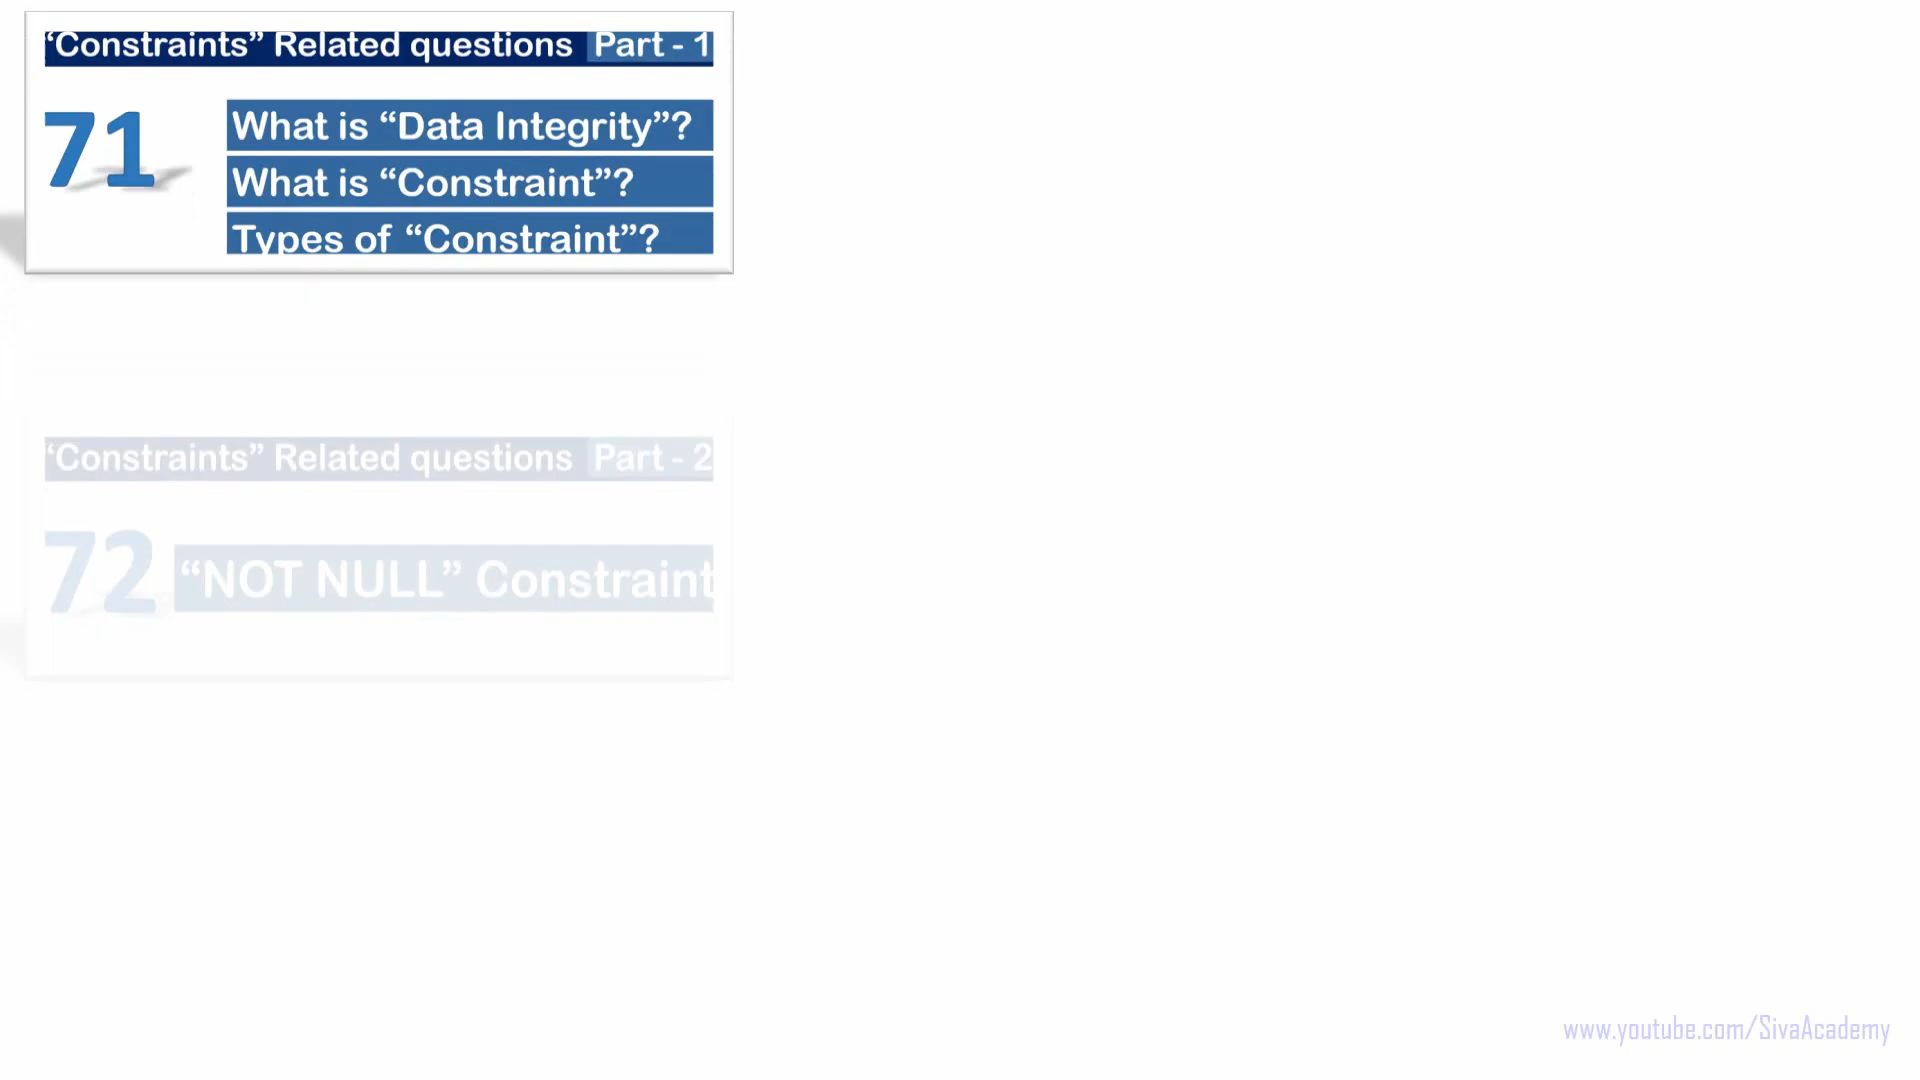 “Constraints” Related questions Part - 1
71
What is “Data Integrity”?
What is “Constraint”?
Types of “Constraint”?
“Constraints” Related questions Part - 2
72 “NOT NULL” Constraint
www.youtube.com/SivaAcademy